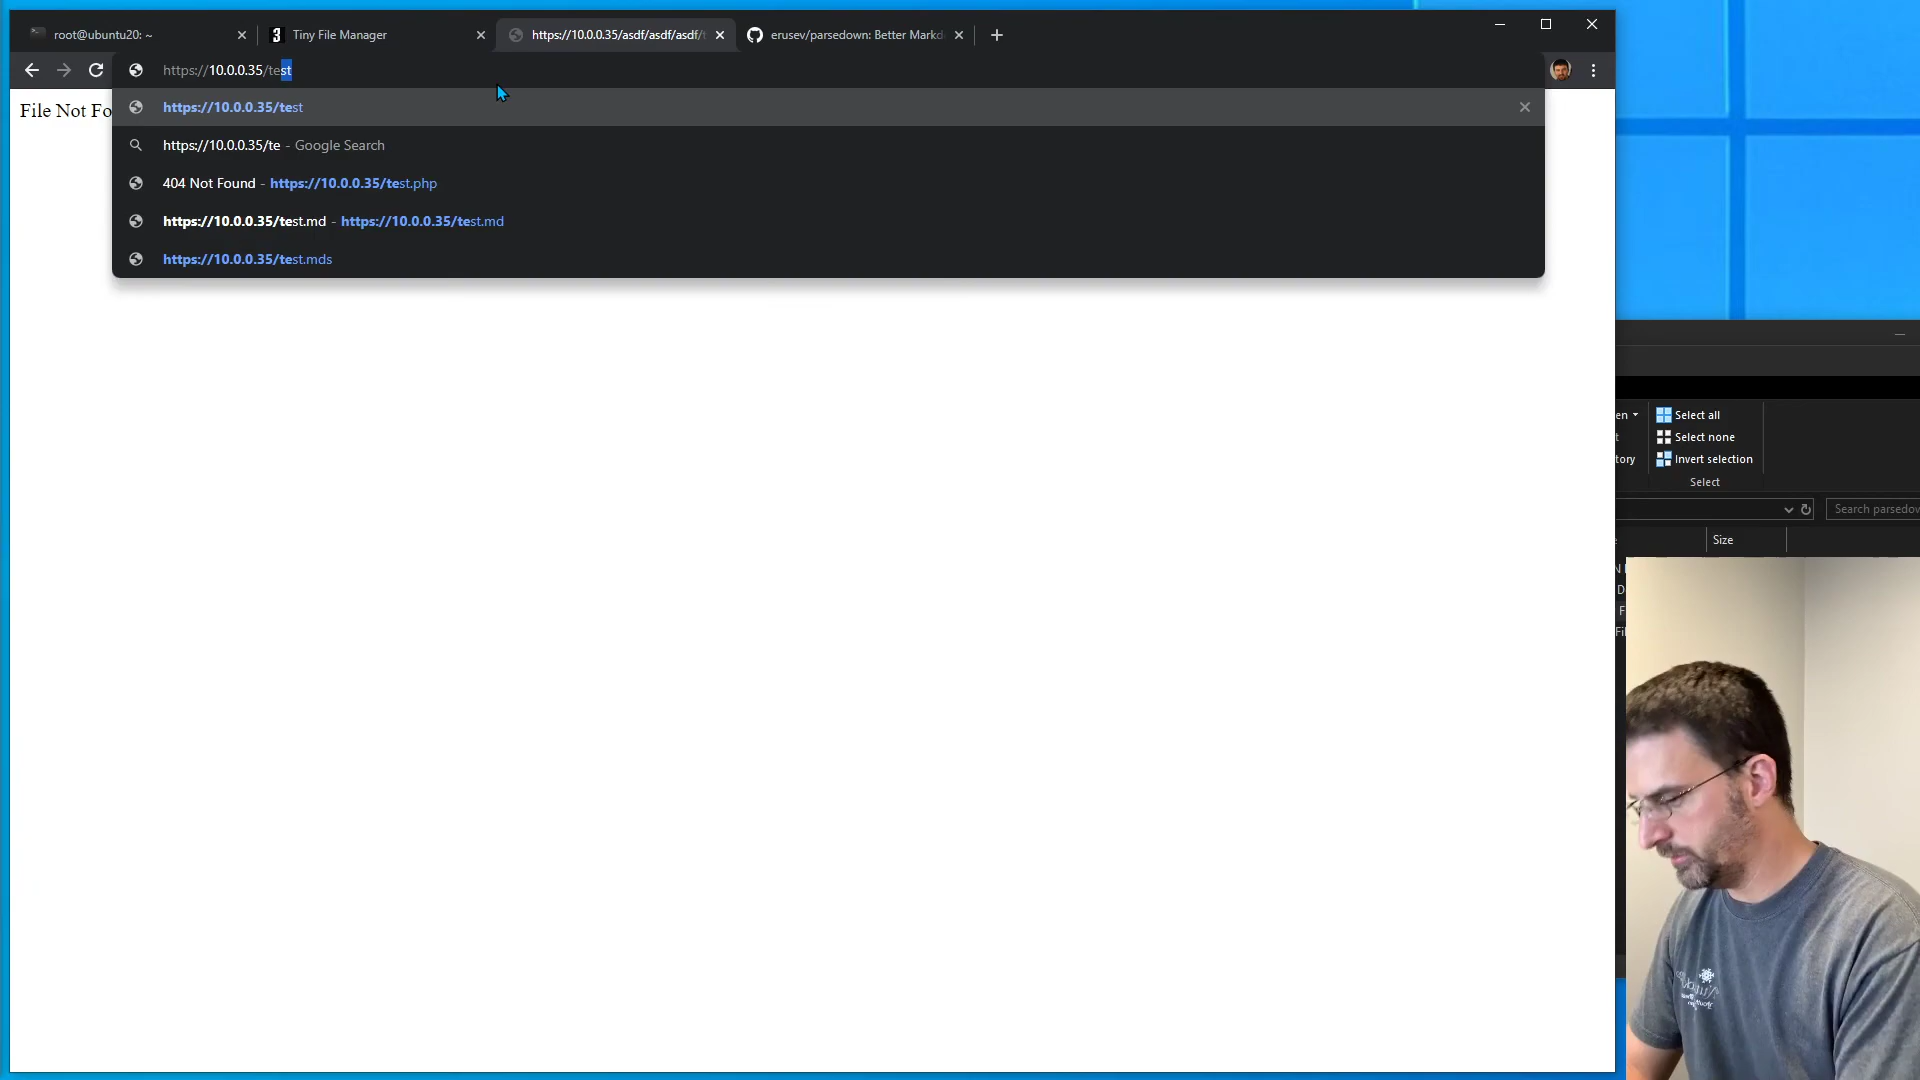 root@ubuntu20: ~
Tiny File Manager
https://10.0.0.35/asdf/asdf/asdf/
erusev/parsedown: Better Markd
https://10.0.0.35/test
File Not Fo
https://10.0.0.35/test
https://10.0.0.35/te - Google Search
404 Not Found - https://10.0.0.35/test.php
https://10.0.0.35/test.md - https://10.0.0.35/test.md
https://10.0.0.35/test.mds
en
Select all
t
Select none
tory
Invert selection
Select
Search parsedow
Size